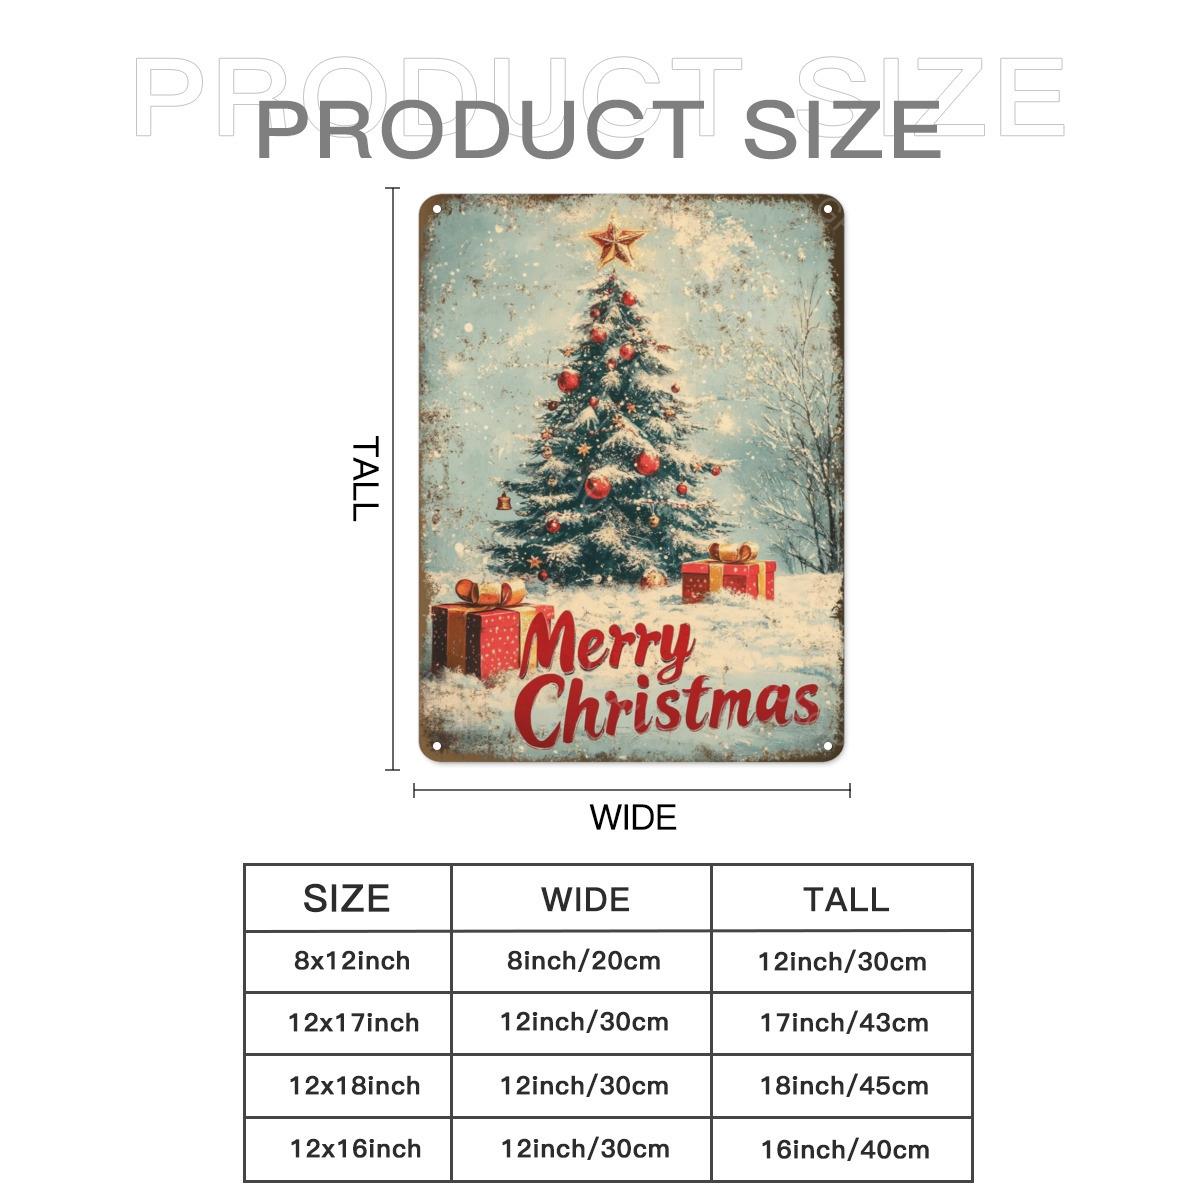 PRODUCT SIZE
PRODUCT SIZE
TALL
Merry
Christmas
WIDE
SIZE WIDE TALL
8x12inch 8inch/20cm 12inch/30cm
12x17inch 12inch/30cm 17inch/43cm
12x18inch 12inch/30cm 18inch/45cm
12x16inch 12inch/30cm 16inch/40cm